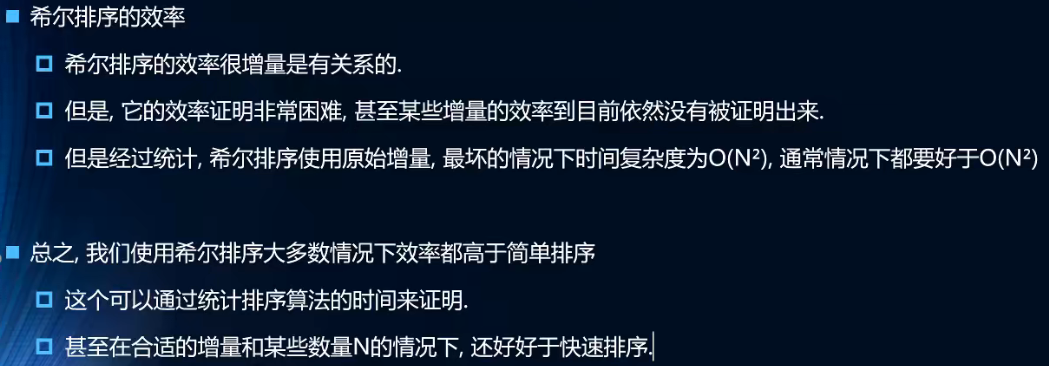 希尔排序的效率
希尔排序的效率很增量是有关系的.
但是, 它的效率证明非常困难, 甚至某些增量的效率到目前依然没有被证明出来.
但是经过统计, 希尔排序使用原始增量, 最坏的情况下时间复杂度为O(N²), 通常情况下都要好于O(N²)
总之, 我们使用希尔排序大多数情况下效率都高于简单排序
这个可以通过统计排序算法的时间来证明.
甚至在合适的增量和某些数量N的情况下, 还好好于快速排序.